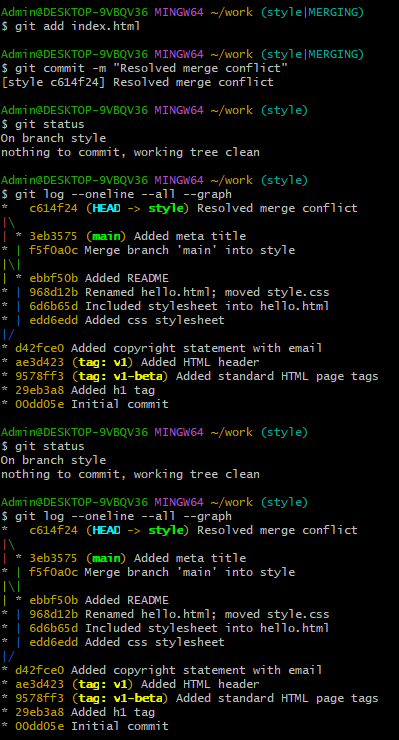 Admin@DESKTOP-9VBQV36 MINGW64 ~/work (style|MERGING)
$ git add index.html

Admin@DESKTOP-9VBQV36 MINGW64 ~/work (style|MERGING)
$ git commit -m "Resolved merge conflict"
[style c614f24] Resolved merge conflict

Admin@DESKTOP-9VBQV36 MINGW64 ~/work (style)
$ git status
On branch style
nothing to commit, working tree clean

Admin@DESKTOP-9VBQV36 MINGW64 ~/work (style)
$ git log --oneline --all --graph
*   c614f24 (HEAD -> style) Resolved merge conflict
|\
| * 3eb3575 (main) Added meta title
* | f5f0a0c Merge branch 'main' into style
|\|
| * ebbf50b Added README
* | 968d12b Renamed hello.html; moved style.css
* | 6d6b65d Included stylesheet into hello.html
* | edd6edd Added css stylesheet
|/
* d42fce0 Added copyright statement with email
* ae3d423 (tag: v1) Added HTML header
* 9578ff3 (tag: v1-beta) Added standard HTML page tags
* 29eb3a8 Added h1 tag
* 00dd05e Initial commit

Admin@DESKTOP-9VBQV36 MINGW64 ~/work (style)
$ git status
On branch style
nothing to commit, working tree clean

Admin@DESKTOP-9VBQV36 MINGW64 ~/work (style)
$ git log --oneline --all --graph
*   c614f24 (HEAD -> style) Resolved merge conflict
|\
| * 3eb3575 (main) Added meta title
* | f5f0a0c Merge branch 'main' into style
|\|
| * ebbf50b Added README
* | 968d12b Renamed hello.html; moved style.css
* | 6d6b65d Included stylesheet into hello.html
* | edd6edd Added css stylesheet
|/
* d42fce0 Added copyright statement with email
* ae3d423 (tag: v1) Added HTML header
* 9578ff3 (tag: v1-beta) Added standard HTML page tags
* 29eb3a8 Added h1 tag
* 00dd05e Initial commit